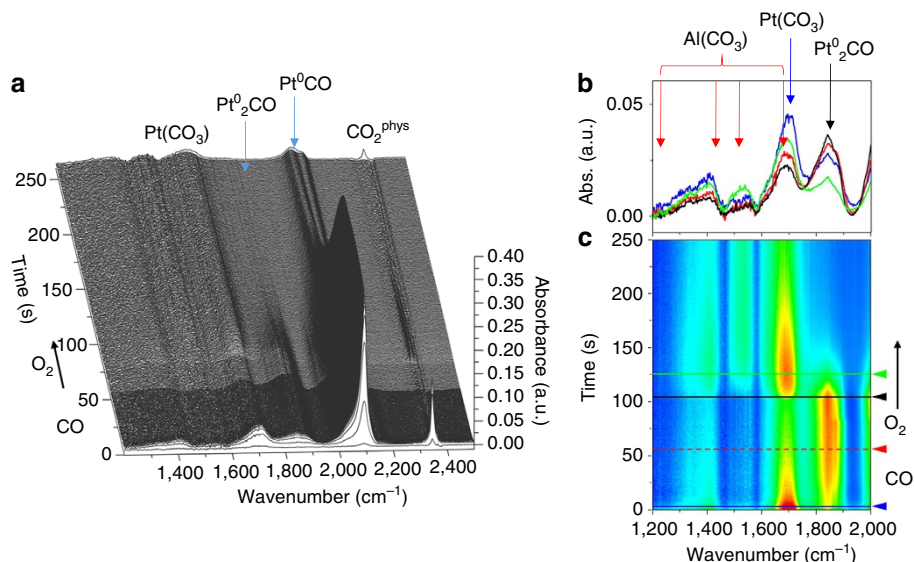 a
Pt(CO₃)
Pt⁰₂CO
Pt⁰CO
CO₂ᵖʰʸˢ
250
200
150
100
50
0
Time (s)
O₂
CO
0.40
0.35
0.30
0.25
0.20
0.15
0.10
0.05
0.00
Absorbance (a.u.)
1,400 1,600 1,800 2,000 2,200 2,400
Wavenumber (cm⁻¹)
b
Al(CO₃)
Pt(CO₃)
Pt⁰₂CO
0.05
0.00
Abs. (a.u.)
c
250
200
150
100
50
0
Time (s)
O₂
CO
1,200 1,400 1,600 1,800 2,000
Wavenumber (cm⁻¹)